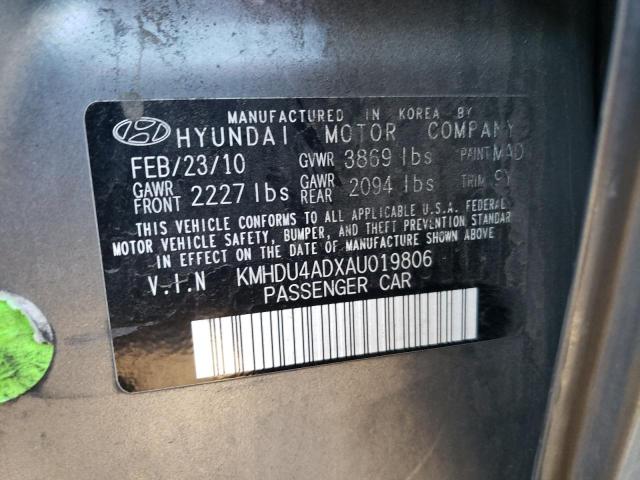 MANUFACTURED IN KOREA BY
HYUNDAI MOTOR COMPANY
FEB/23/10 GVWR 3869 lbs PAINT MAD
GAWR FRONT 2227 lbs GAWR REAR 2094 lbs TRIM 9Y
THIS VEHICLE CONFORMS TO ALL APPLICABLE U.S.A. FEDERAL
MOTOR VEHICLE SAFETY, BUMPER, AND THEFT PREVENTION STANDAR
IN EFFECT ON THE DATE OF MANUFACTURE SHOWN ABOVE.
V.I.N KMHDU4ADXAU019806
PASSENGER CAR